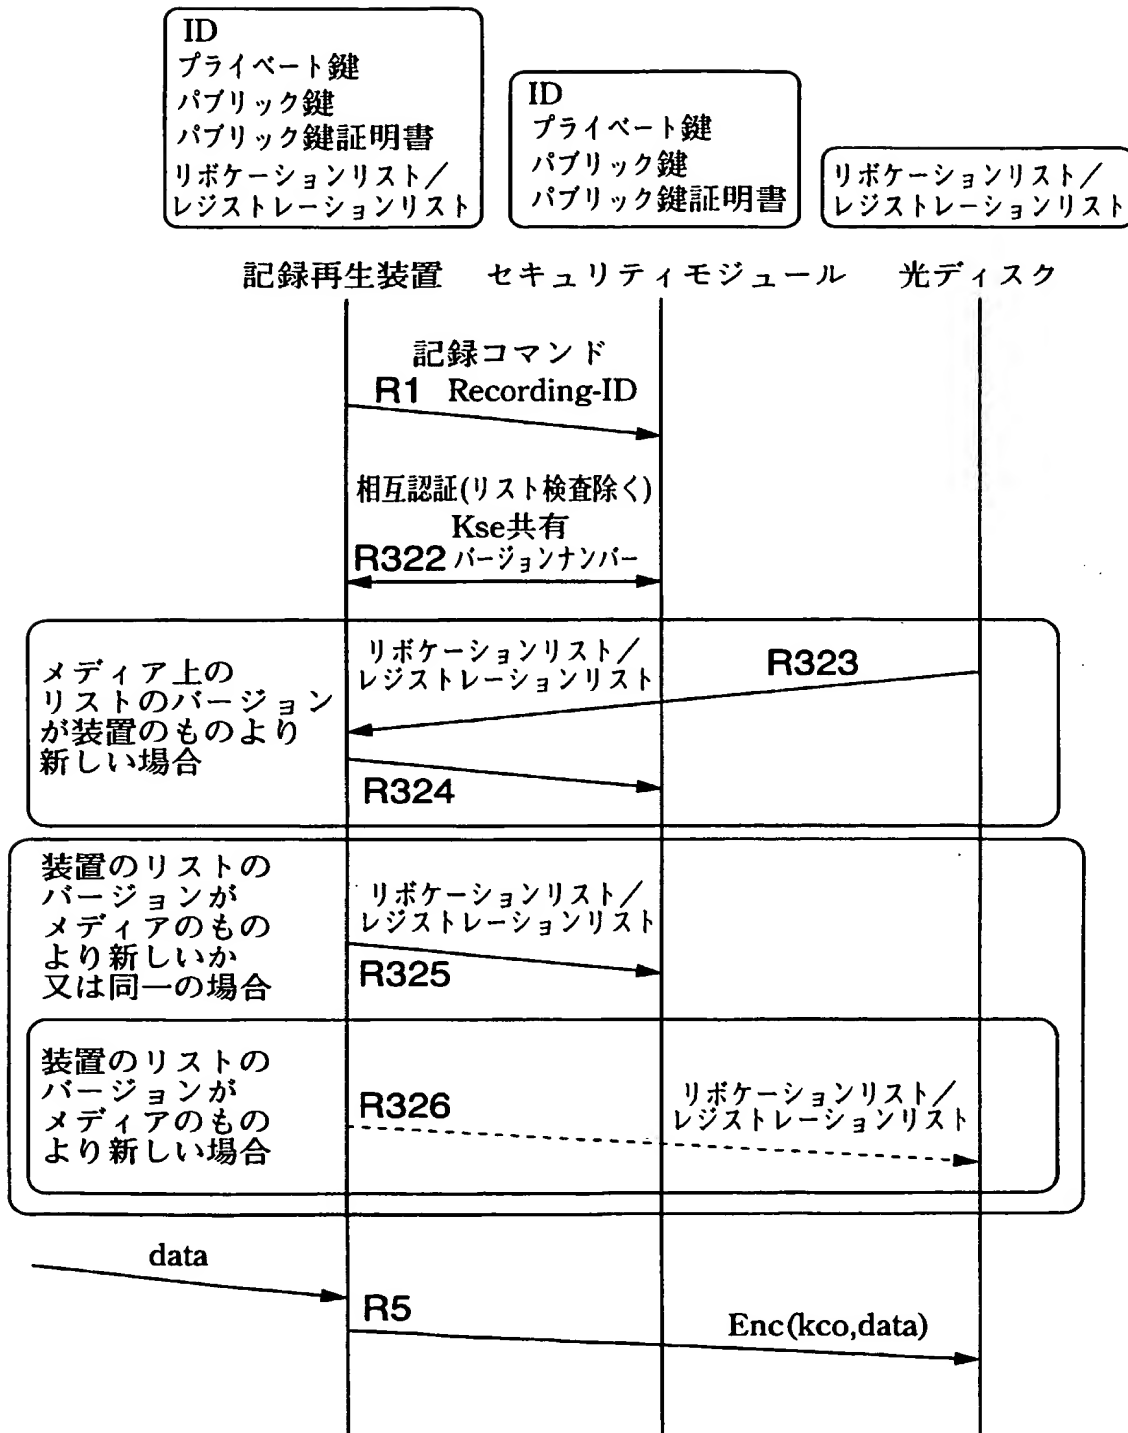 ID
プライベート鍵
パブリック鍵
パブリック鍵証明書
リボケーションリスト／
レジストレーションリスト
ID
プライベート鍵
パブリック鍵
パブリック鍵証明書
リボケーションリスト／
レジストレーションリスト
記録再生装置
セキュリティモジュール
光ディスク
記録コマンド
R1 Recording-ID
相互認証(リスト検査除く)
Kse共有
R322 バージョンナンバー
メディア上の
リストのバージョン
が装置のものより
新しい場合
リボケーションリスト／
レジストレーションリスト
R323
R324
装置のリストの
バージョンが
メディアのもの
より新しいか
又は同一の場合
リボケーションリスト／
レジストレーションリスト
R325
装置のリストの
バージョンが
メディアのもの
より新しい場合
R326
リボケーションリスト／
レジストレーションリスト
data
R5
Enc(kco,data)